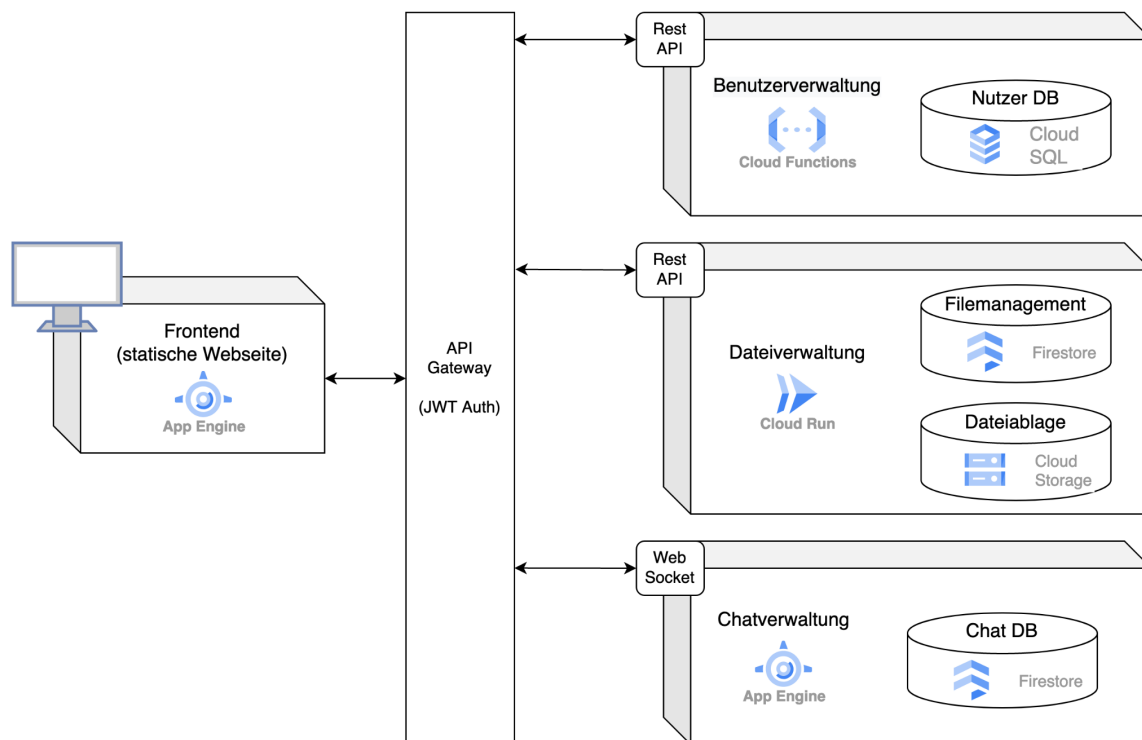 Frontend
(statische Webseite)
App Engine
API
Gateway
(JWT Auth)
Rest
API
Benutzerverwaltung
Cloud Functions
Nutzer DB
Cloud
SQL
Rest
API
Dateiverwaltung
Cloud Run
Filemanagement
Firestore
Dateiablage
Cloud
Storage
Web
Socket
Chatverwaltung
App Engine
Chat DB
Firestore